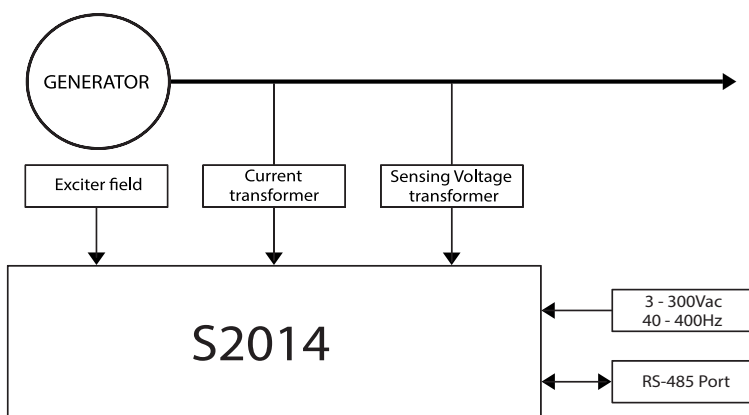 GENERATOR
Exciter field
Current
transformer
Sensing Voltage
transformer
S2014
3 - 300Vac
40 - 400Hz
RS-485 Port